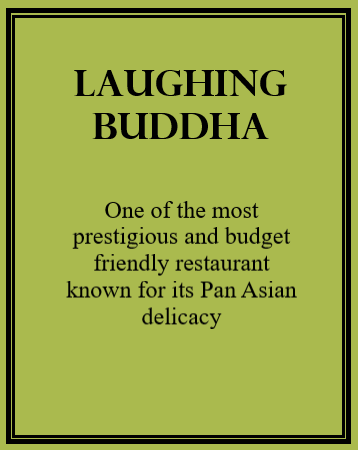 LAUGHING
BUDDHA
One of the most
prestigious and budget
friendly restaurant
known for its Pan Asian
delicacy